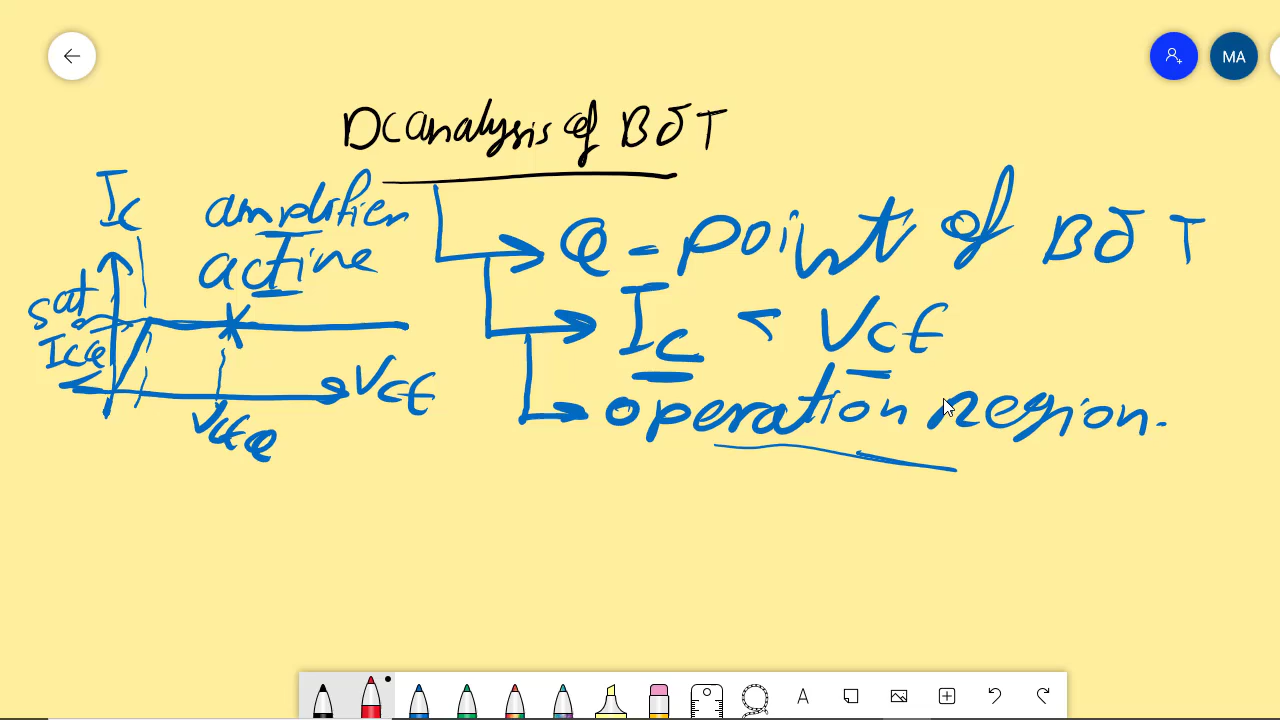 MA
DC analysis of BJT
IC
amplifier
active
sat
ICQ
VCE
VCEQ
Q-point of BJT
IC < VCE
operation region.
A